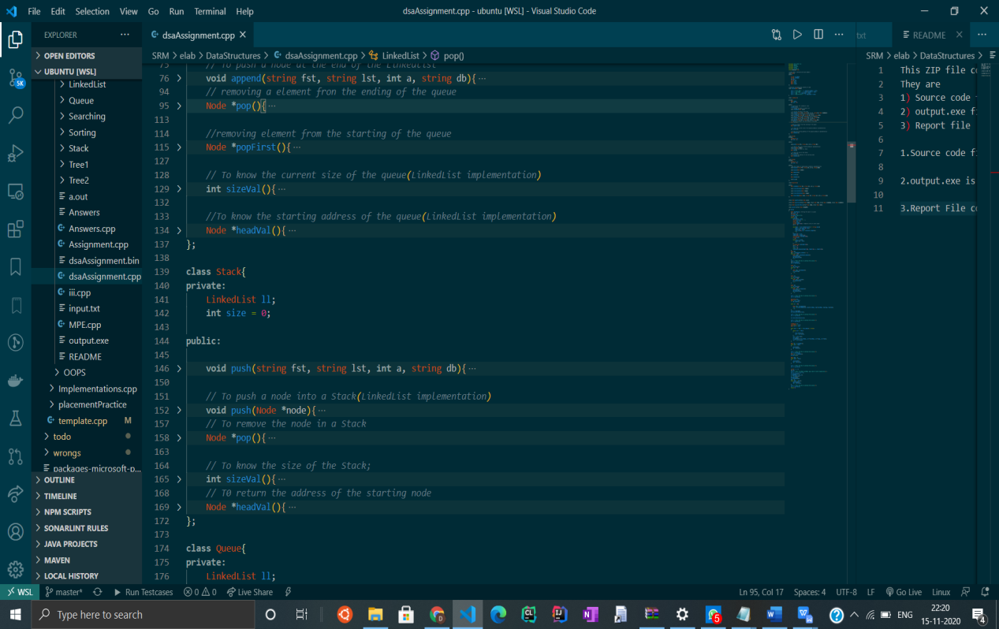 File Edit Selection View Go Run Terminal Help
dsaAssignment.cpp - ubuntu [WSL] - Visual Studio Code
EXPLORER
OPEN EDITORS
UBUNTU [WSL]
LinkedList
Queue
Searching
Sorting
Stack
Tree1
Tree2
a.out
Answers
Answers.cpp
Assignment.cpp
dsaAssignment.bin
dsaAssignment.cpp
iii.cpp
input.txt
MPE.cpp
output.exe
README
OOPS
Implementations.cpp
placementPractice
template.cpp M
todo
wrongs
packages-microsoft-p...
OUTLINE
TIMELINE
NPM SCRIPTS
SONARLINT RULES
JAVA PROJECTS
MAVEN
LOCAL HISTORY
5K
dsaAssignment.cpp
SRM > elab > DataStructures > dsaAssignment.cpp > LinkedList > pop()
75 // To push a node at the end of the LinkedList
76 void append(string fst, string lst, int a, string db){ ...
94 // removing a element fron the ending of the queue
95 Node *pop(){ ...
113
114 //removing element from the starting of the queue
115 Node *popFirst(){ ...
127
128 // To know the current size of the queue(LinkedList implementation)
129 int sizeVal(){ ...
132
133 //To know the starting address of the queue(LinkedList implementation)
134 Node *headVal(){ ...
137 };
138
139 class Stack{
140 private:
141 LinkedList ll;
142 int size = 0;
143
144 public:
145
146 void push(string fst, string lst, int a, string db){ ...
150
151 // To push a node into a Stack(LinkedList implementation)
152 void push(Node *node){ ...
157 // To remove the node in a Stack
158 Node *pop(){ ...
163
164 // To know the size of the Stack;
165 int sizeVal(){ ...
168 // T0 return the address of the starting node
169 Node *headVal(){ ...
172 };
173
174 class Queue{
175 private:
176 LinkedList ll;
txt
README
SRM > elab > DataStructures >
1 This ZIP file co
2 They are
3 1) Source code
4 2) output.exe fi
5 3) Report file
6
7 1.Source code fi
8
9 2.output.exe is
10
11 3.Report File co
WSL master* Run Testcases 0 0 Live Share
Ln 95, Col 17 Spaces: 4 UTF-8 LF Go Live Linux
Type here to search
ENG
22:20
15-11-2020
5
4